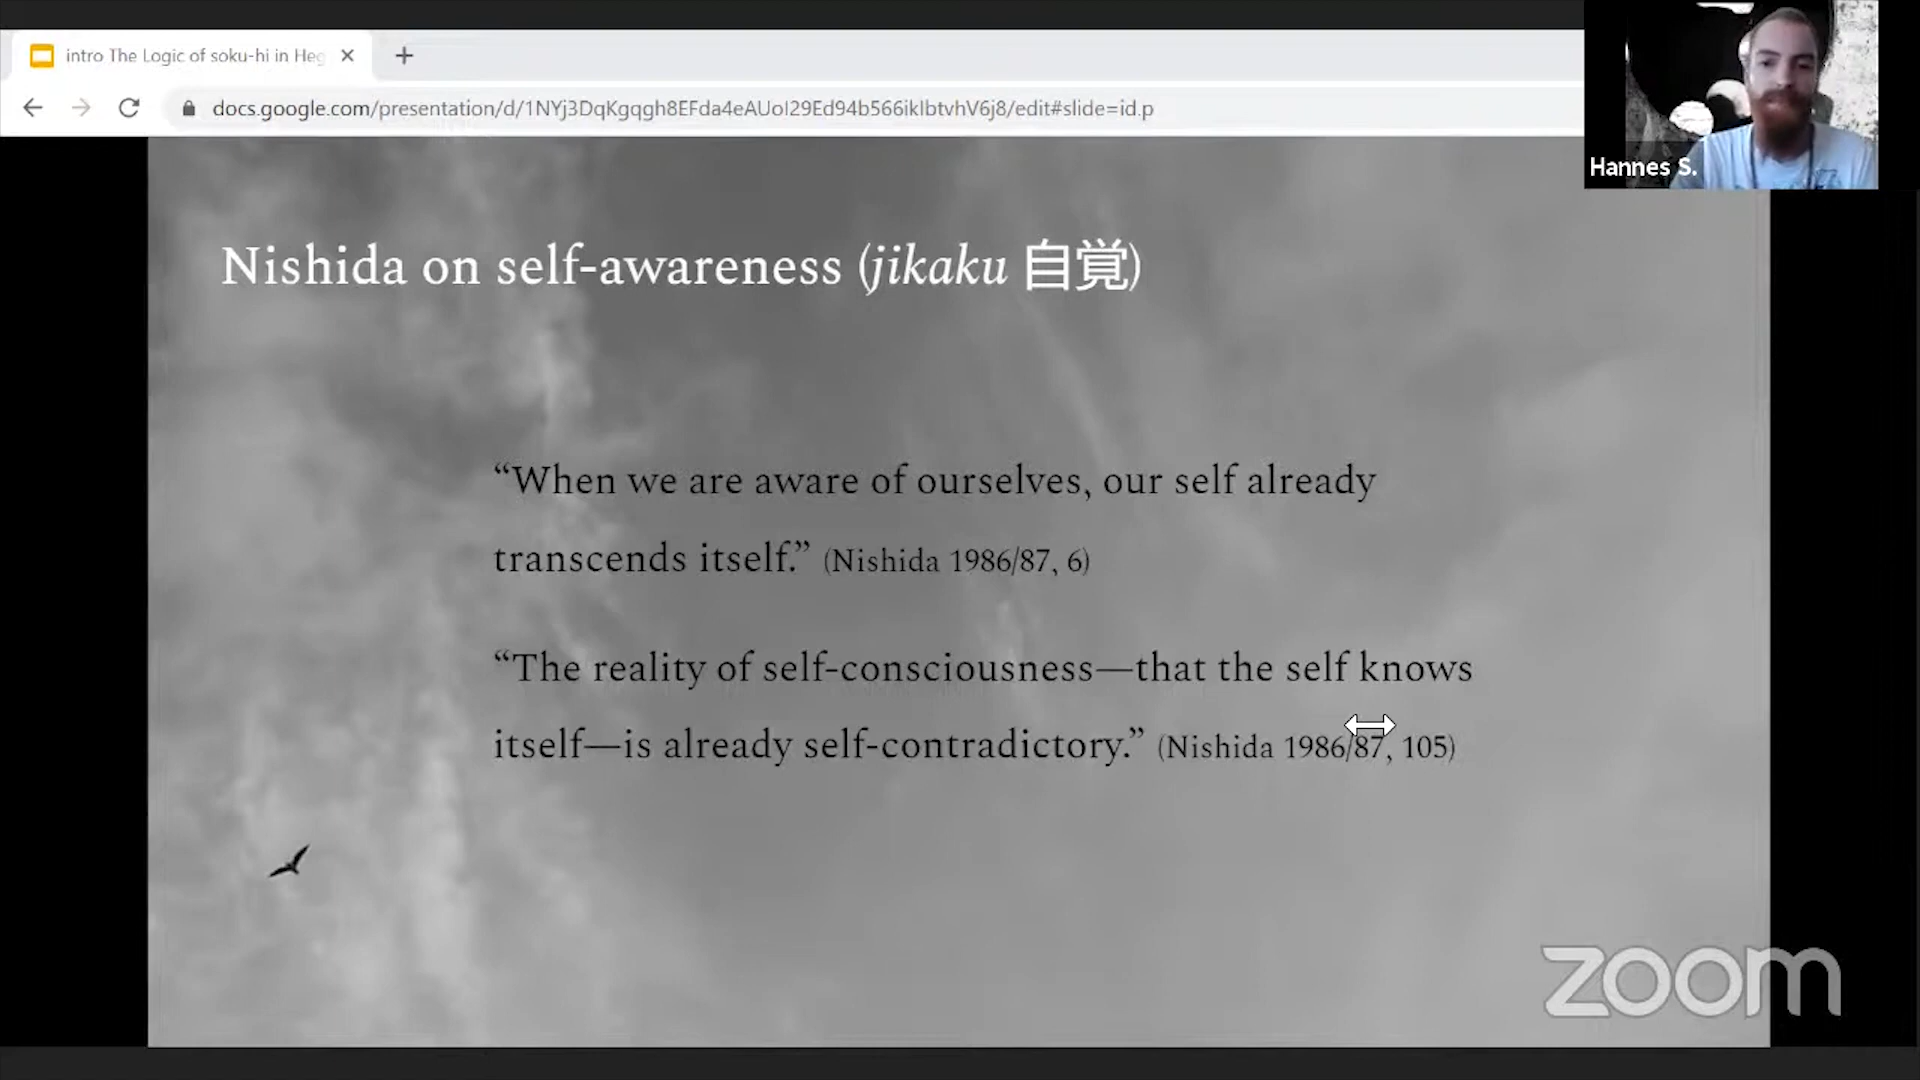 intro The Logic of soku-hi in Heg
docs.google.com/presentation/d/1NYj3DqKgqgh8EFda4eAUoI29Ed94b566ikIbtvhV6j8/edit#slide=id.p
Hannes S.
Nishida on self-awareness (jikaku 自覚)
“When we are aware of ourselves, our self already
transcends itself.” (Nishida 1986/87, 6)
“The reality of self-consciousness—that the self knows
itself—is already self-contradictory.” (Nishida 1986/87, 105)
zoom